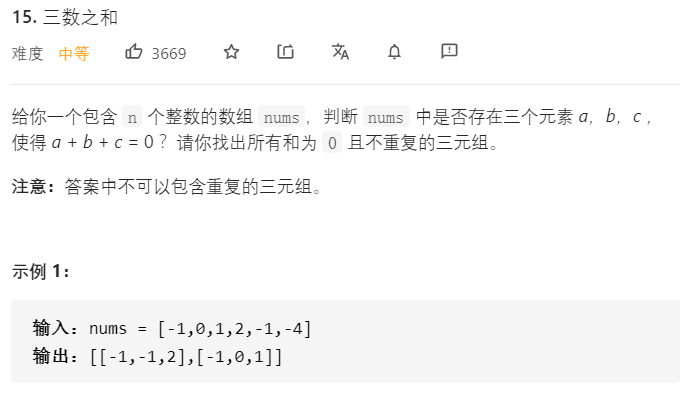 15. 三数之和
难度 中等 3669 文A
给你一个包含 n 个整数的数组 nums，判断 nums 中是否存在三个元素 a，b，c ，
使得 a + b + c = 0 ？请你找出所有和为 0 且不重复的三元组。
注意：答案中不可以包含重复的三元组。
示例 1：
输入：nums = [-1,0,1,2,-1,-4]
输出：[[-1,-1,2],[-1,0,1]]